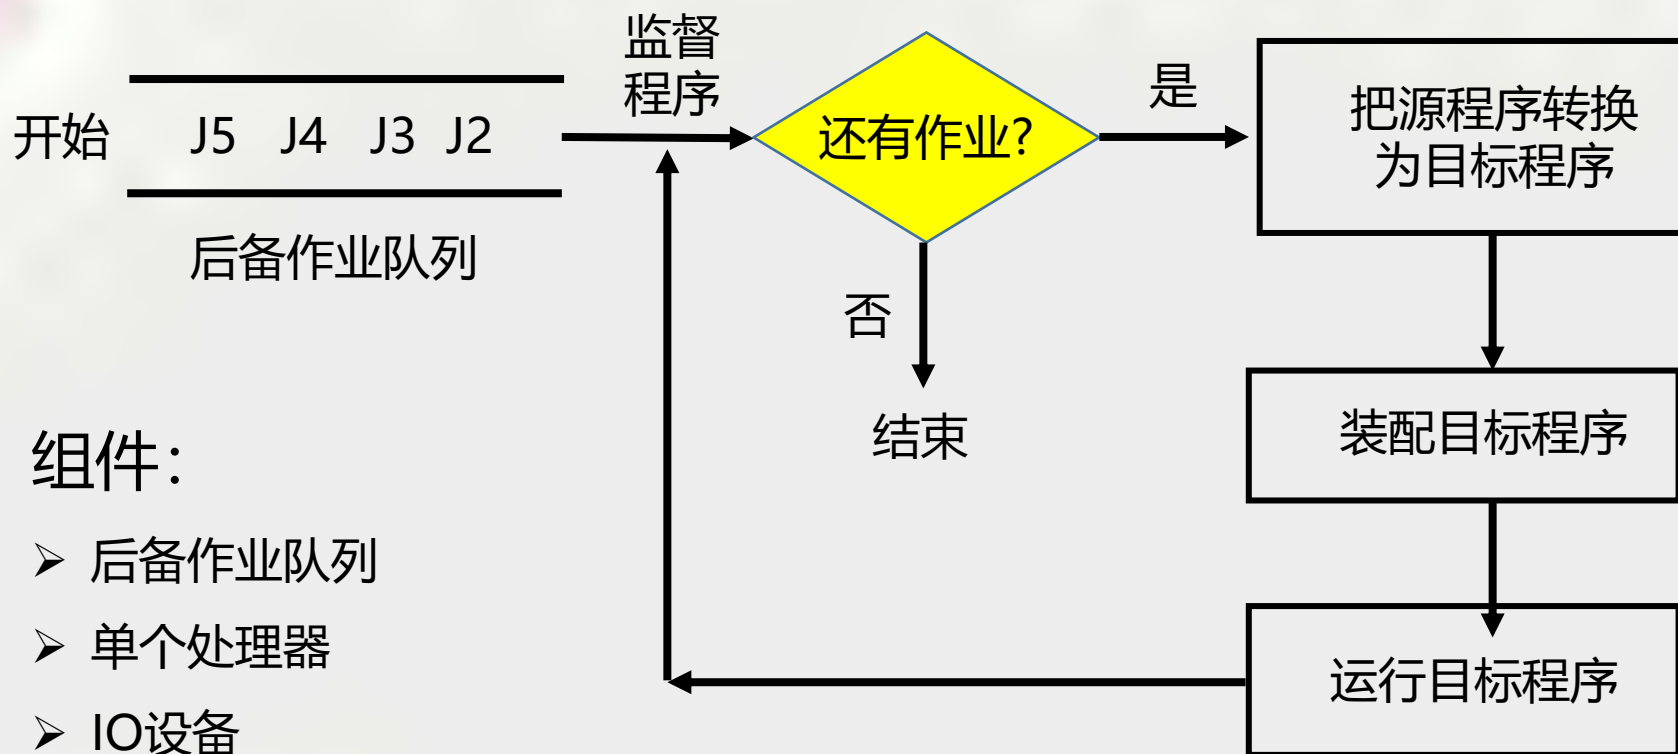 监督
程序
开始
J5 J4 J3 J2
还有作业?
是
把源程序转换
为目标程序
后备作业队列
否
结束
装配目标程序
组件：
➢ 后备作业队列
➢ 单个处理器
➢ IO设备
运行目标程序